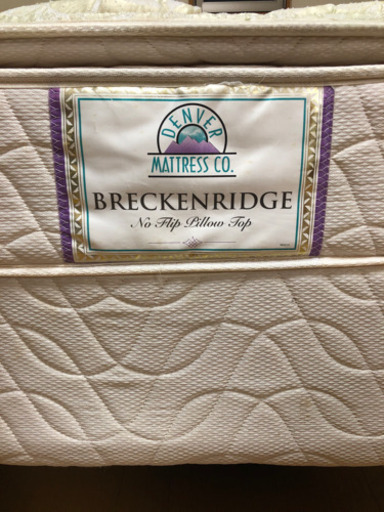 DENVER
MATTRESS CO.
BRECKENRIDGE
No Flip Pillow Top